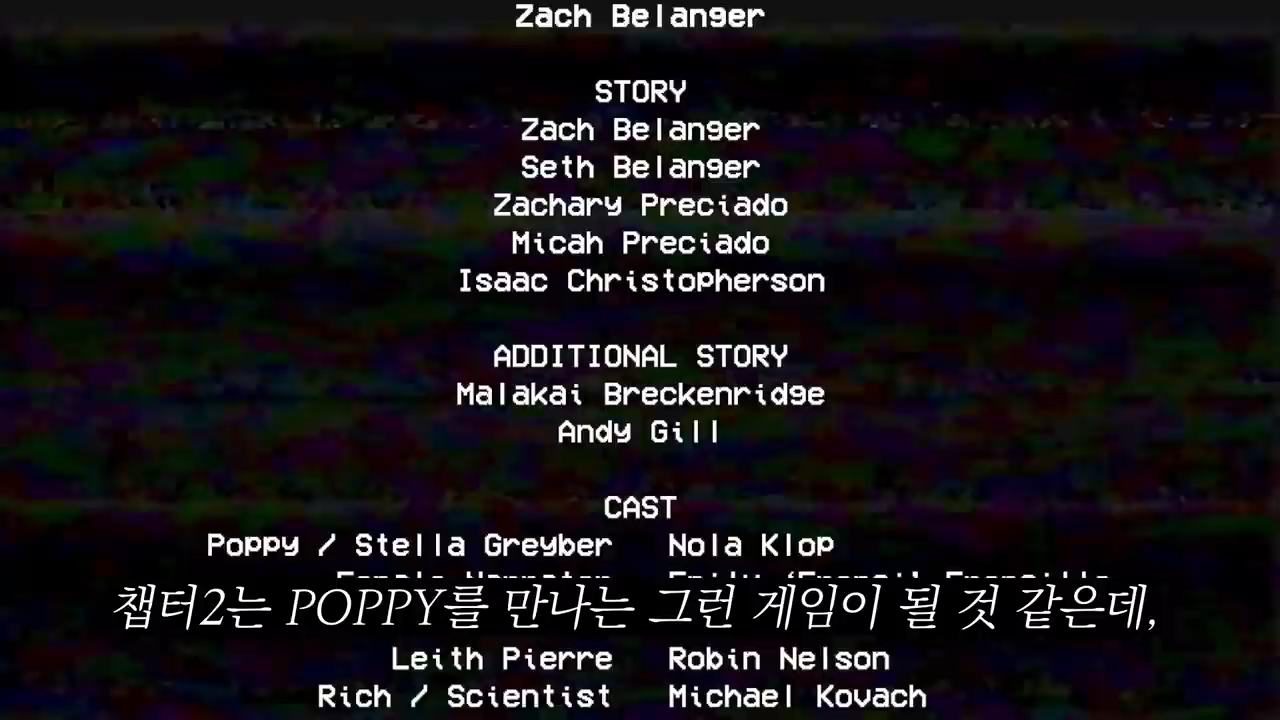 Zach Belanger
STORY
Zach Belanger
Seth Belanger
Zachary Preciado
Micah Preciado
Isaac Christopherson
ADDITIONAL STORY
Malakai Breckenridge
Andy Gill
CAST
Poppy / Stella Greyber Nola Klop
챕터2는 POPPY를 만나는 그런 게임이 될 것 같은데,
Leith Pierre Robin Nelson
Rich / Scientist Michael Kovach